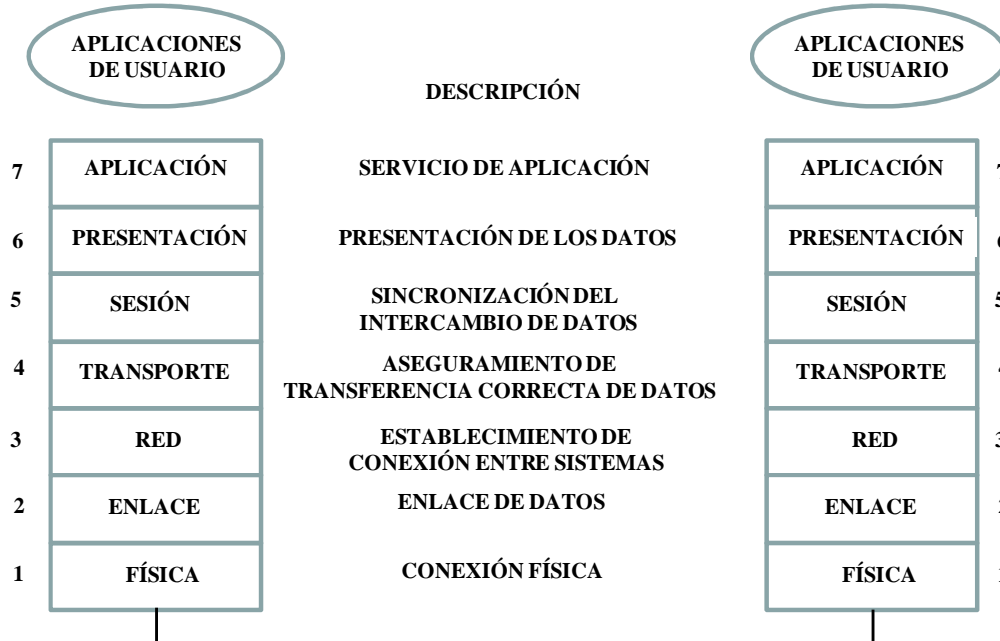 APLICACIONES
DE USUARIO
APLICACIONES
DE USUARIO
DESCRIPCIÓN
7 APLICACIÓN SERVICIO DE APLICACIÓN APLICACIÓN
6 PRESENTACIÓN PRESENTACIÓN DE LOS DATOS PRESENTACIÓN
5 SESIÓN SINCRONIZACIÓN DEL
INTERCAMBIO DE DATOS SESIÓN
4 TRANSPORTE ASEGURAMIENTO DE
TRANSFERENCIA CORRECTA DE DATOS TRANSPORTE
3 RED ESTABLECIMIENTO DE
CONEXIÓN ENTRE SISTEMAS RED
2 ENLACE ENLACE DE DATOS ENLACE
1 FÍSICA CONEXIÓN FÍSICA FÍSICA